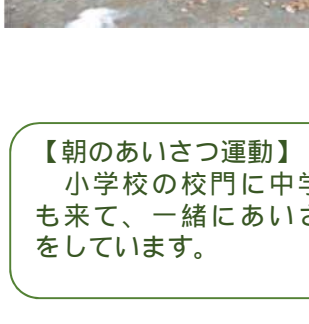 【朝のあいさつ運動】
小学校の校門に中学
も来て、一緒にあいさ
をしています。